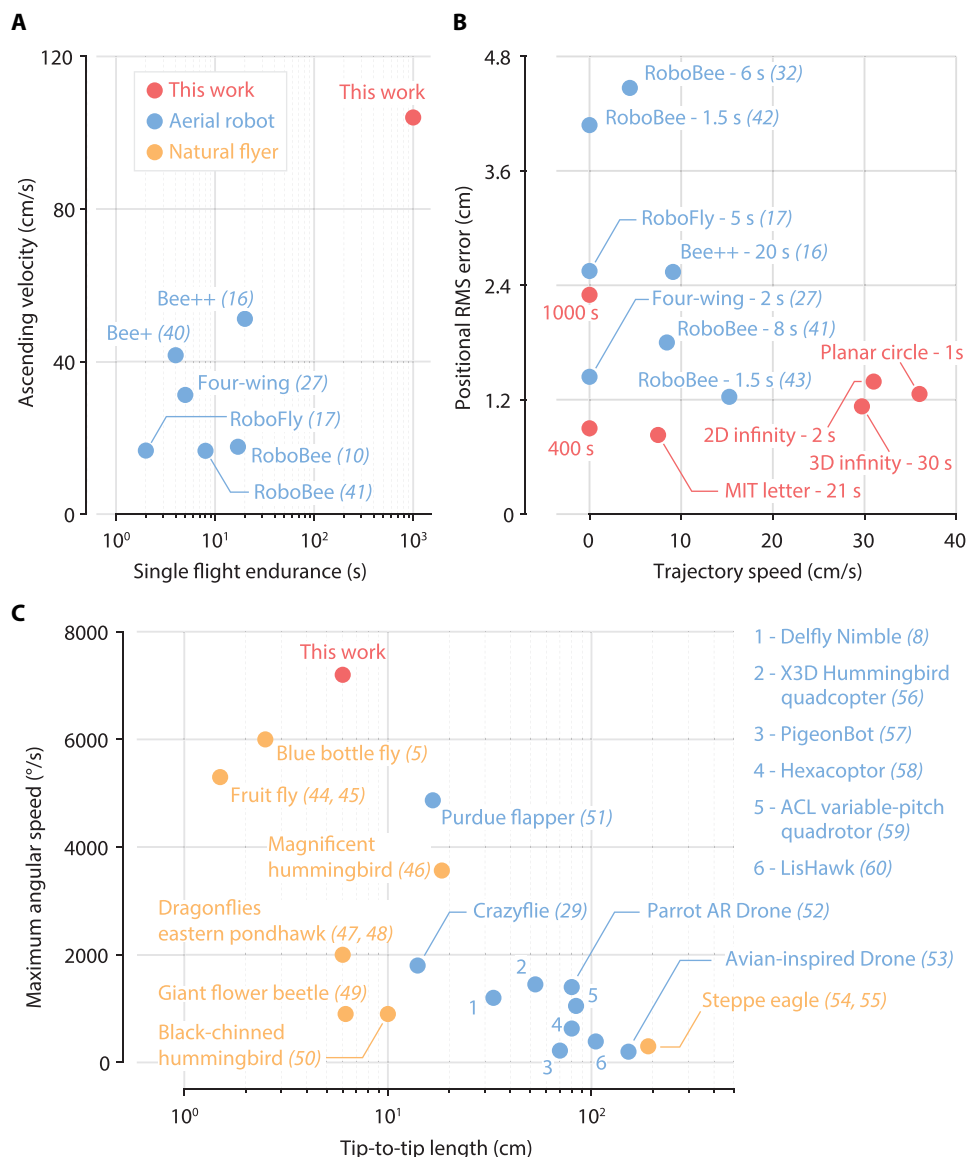 A
120
80
40
0
Ascending velocity (cm/s)
This work
Aerial robot
Natural flyer
This work
Bee++ (16)
Bee+ (40)
Four-wing (27)
RoboFly (17)
RoboBee (10)
RoboBee (41)
10⁰
10¹
10²
10³
Single flight endurance (s)
B
4.8
3.6
2.4
1.2
0
Positional RMS error (cm)
RoboBee - 6 s (32)
RoboBee - 1.5 s (42)
RoboFly - 5 s (17)
Bee++ - 20 s (16)
1000 s
Four-wing - 2 s (27)
RoboBee - 8 s (41)
Planar circle - 1s
RoboBee - 1.5 s (43)
400 s
2D infinity - 2 s
3D infinity - 30 s
MIT letter - 21 s
0
10
20
30
40
Trajectory speed (cm/s)
C
8000
6000
4000
2000
0
Maximum angular speed (°/s)
This work
Blue bottle fly (5)
Fruit fly (44, 45)
Purdue flapper (51)
Magnificent
hummingbird (46)
Dragonflies
eastern pondhawk (47, 48)
Crazyflie (29)
Parrot AR Drone (52)
Avian-inspired Drone (53)
Giant flower beetle (49)
Steppe eagle (54, 55)
Black-chinned
hummingbird (50)
1
2
3
4
5
6
10⁰
10¹
10²
Tip-to-tip length (cm)
1 - Delfly Nimble (8)
2 - X3D Hummingbird
quadcopter (56)
3 - PigeonBot (57)
4 - Hexacoptor (58)
5 - ACL variable-pitch
quadrotor (59)
6 - LisHawk (60)